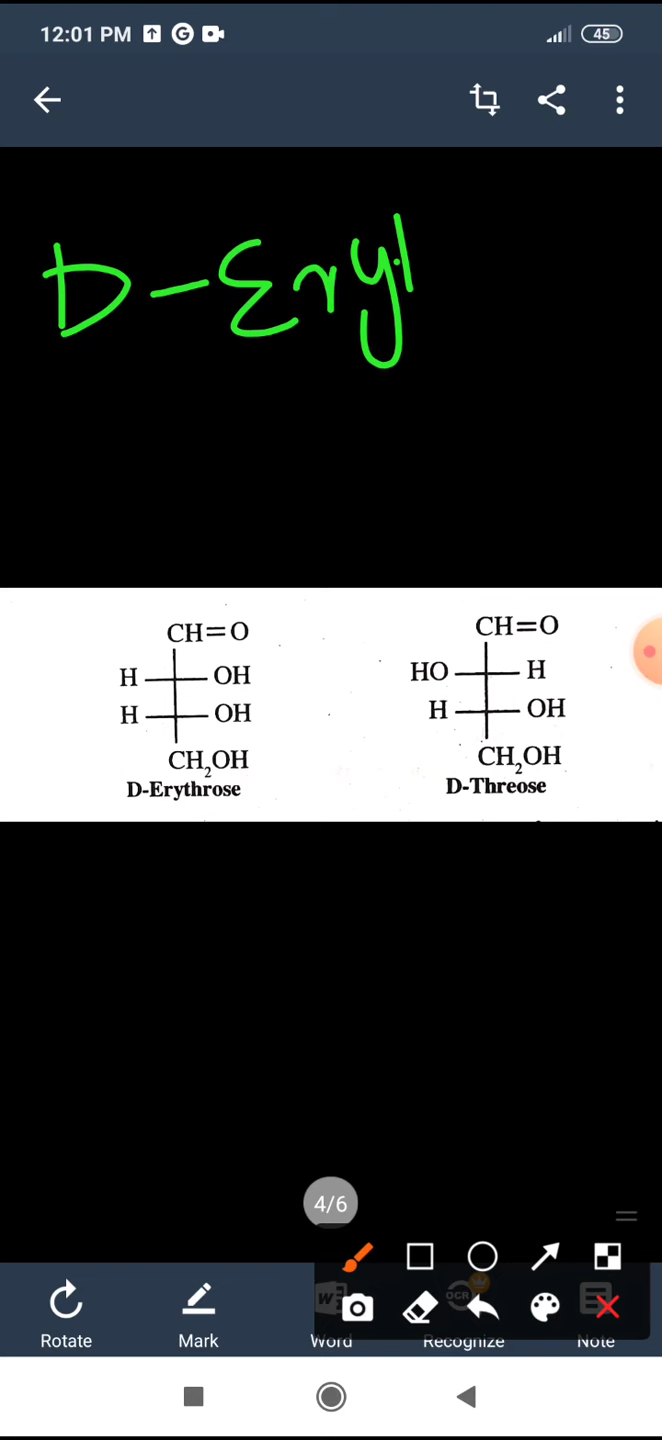 12:01 PM
G
45
D-Ery
CH=O CH=O
H OH HO H
H OH H OH
CH₂OH CH₂OH
D-Erythrose D-Threose
4/6
Rotate Mark Word Recognize Note